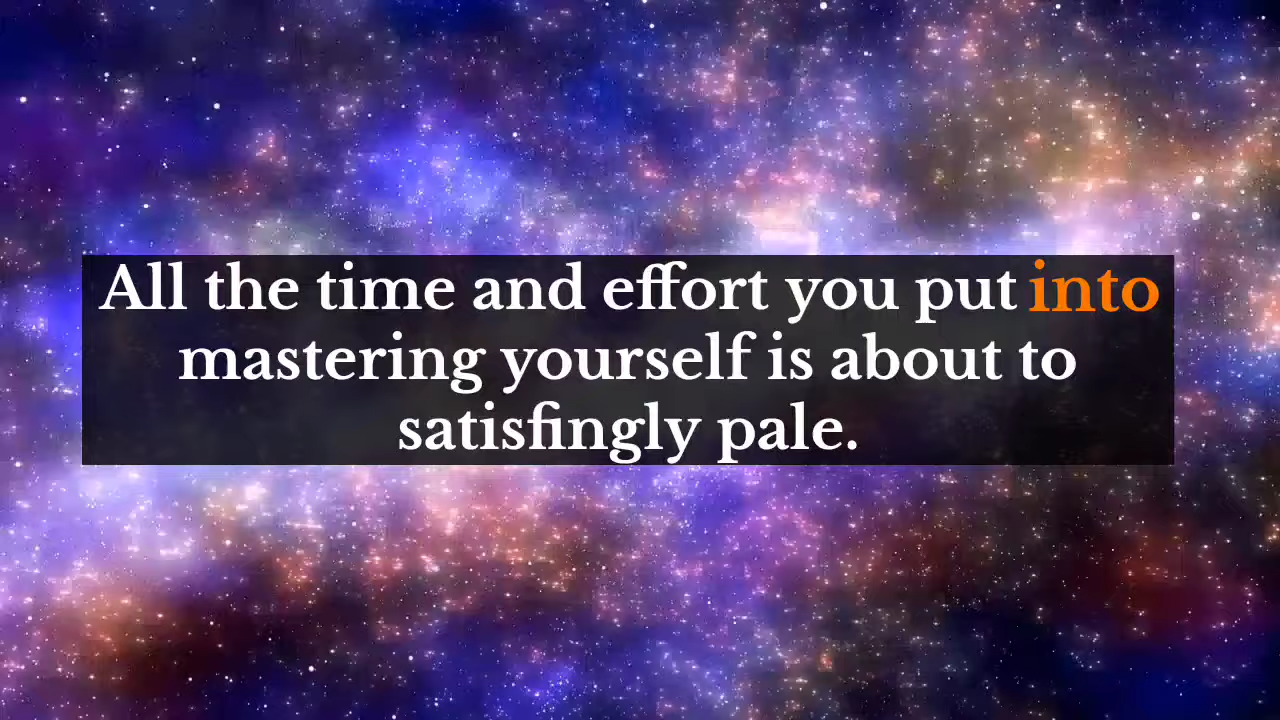 All the time and effort you put into
mastering yourself is about to
satisfingly pale.